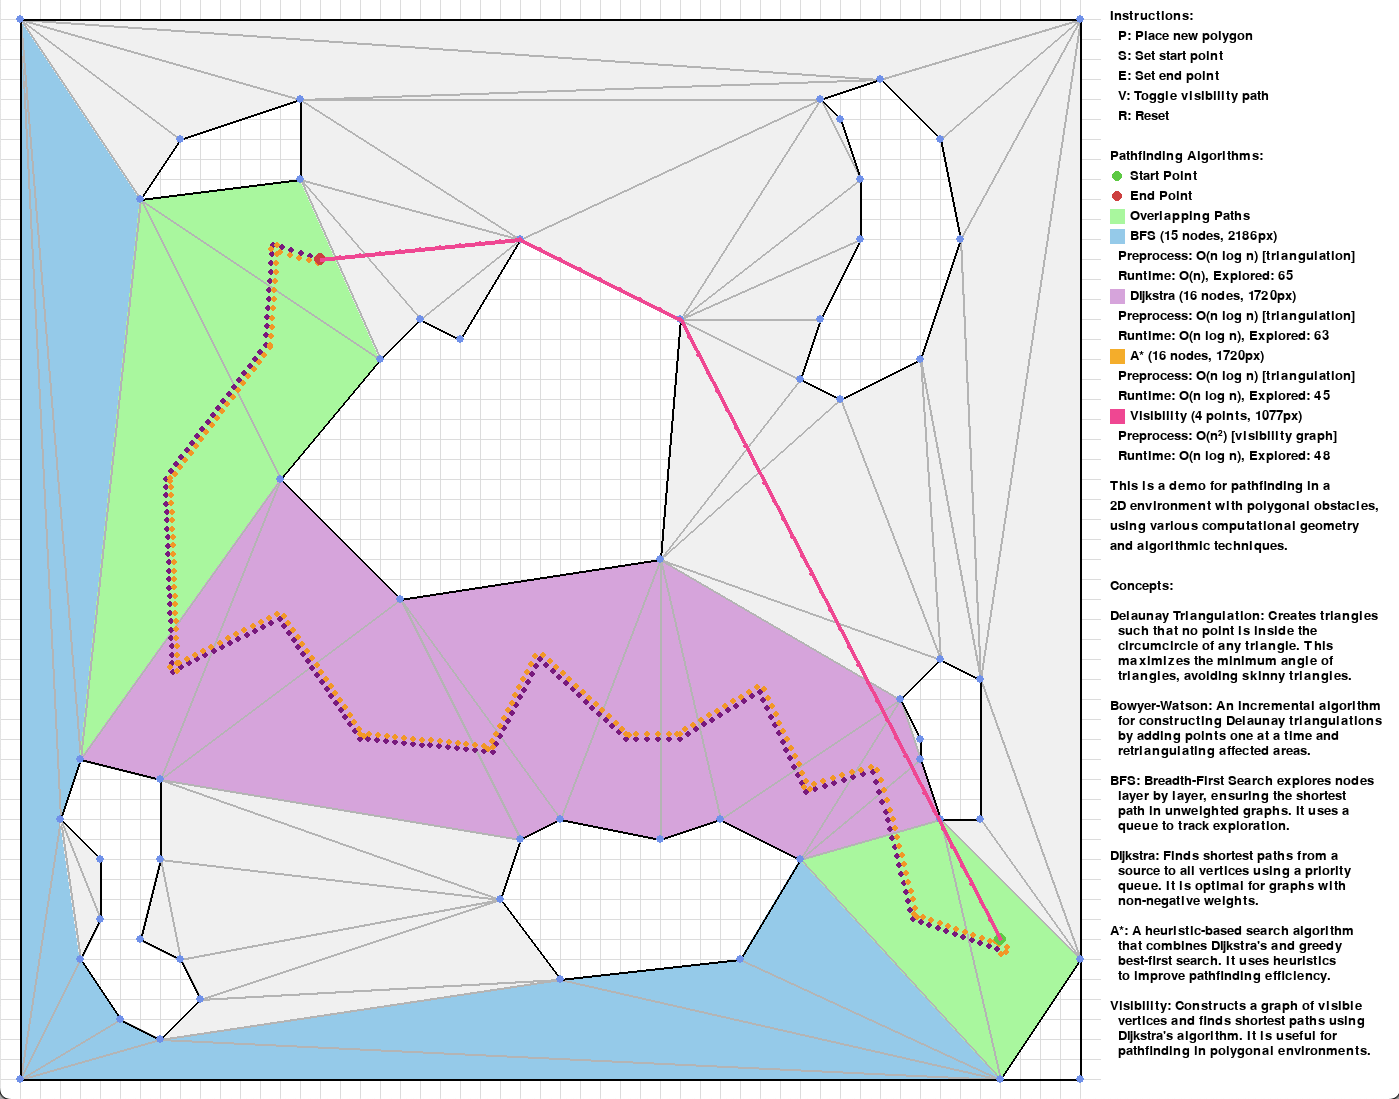 Instructions:
P: Place new polygon
S: Set start point
E: Set end point
V: Toggle visibility path
R: Reset
Pathfinding Algorithms:
Start Point
End Point
Overlapping Paths
BFS (15 nodes, 2186px)
Preprocess: O(n log n) [triangulation]
Runtime: O(n), Explored: 65
Dijkstra (16 nodes, 1720px)
Preprocess: O(n log n) [triangulation]
Runtime: O(n log n), Explored: 63
A* (16 nodes, 1720px)
Preprocess: O(n log n) [triangulation]
Runtime: O(n log n), Explored: 45
Visibility (4 points, 1077px)
Preprocess: O(n²) [visibility graph]
Runtime: O(n log n), Explored: 48
This is a demo for pathfinding in a
2D environment with polygonal obstacles,
using various computational geometry
and algorithmic techniques.
Concepts:
Delaunay Triangulation: Creates triangles
such that no point is inside the
circumcircle of any triangle. This
maximizes the minimum angle of
triangles, avoiding skinny triangles.
Bowyer-Watson: An incremental algorithm
for constructing Delaunay triangulations
by adding points one at a time and
retriangulating affected areas.
BFS: Breadth-First Search explores nodes
layer by layer, ensuring the shortest
path in unweighted graphs. It uses a
queue to track exploration.
Dijkstra: Finds shortest paths from a
source to all vertices using a priority
queue. It is optimal for graphs with
non-negative weights.
A*: A heuristic-based search algorithm
that combines Dijkstra's and greedy
best-first search. It uses heuristics
to improve pathfinding efficiency.
Visibility: Constructs a graph of visible
vertices and finds shortest paths using
Dijkstra's algorithm. It is useful for
pathfinding in polygonal environments.